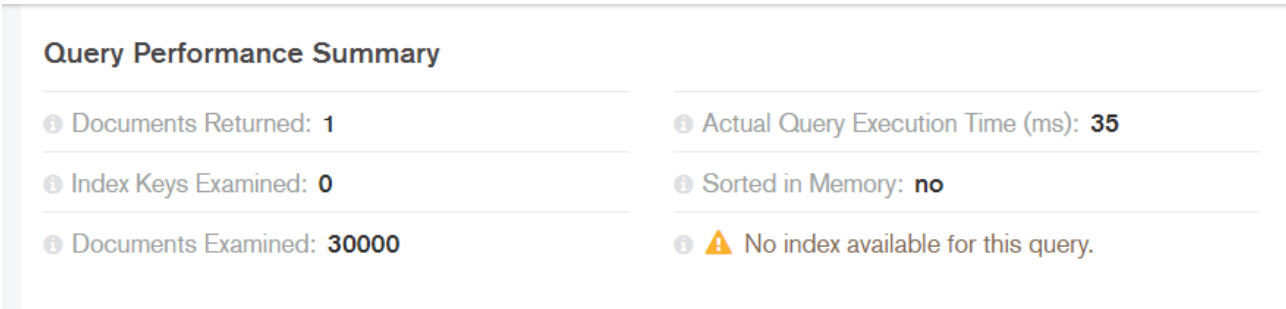 Query Performance Summary
Documents Returned: 1
Actual Query Execution Time (ms): 35
Index Keys Examined: 0
Sorted in Memory: no
Documents Examined: 30000
No index available for this query.